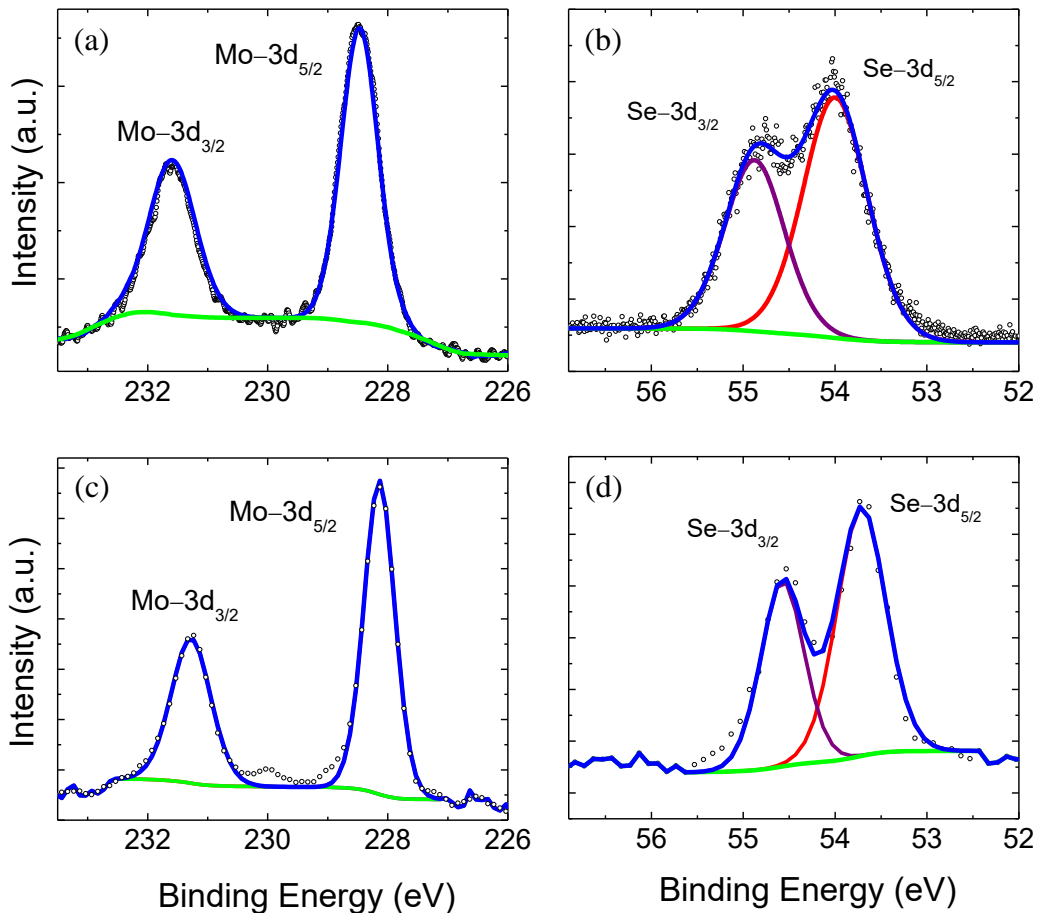 (a)
Mo–3d5/2
Mo–3d3/2
Intensity (a.u.)
232
230
228
226
(b)
Se–3d5/2
Se–3d3/2
56
55
54
53
52
(c)
Mo–3d5/2
Mo–3d3/2
Intensity (a.u.)
232
230
228
226
Binding Energy (eV)
(d)
Se–3d5/2
Se–3d3/2
56
55
54
53
52
Binding Energy (eV)